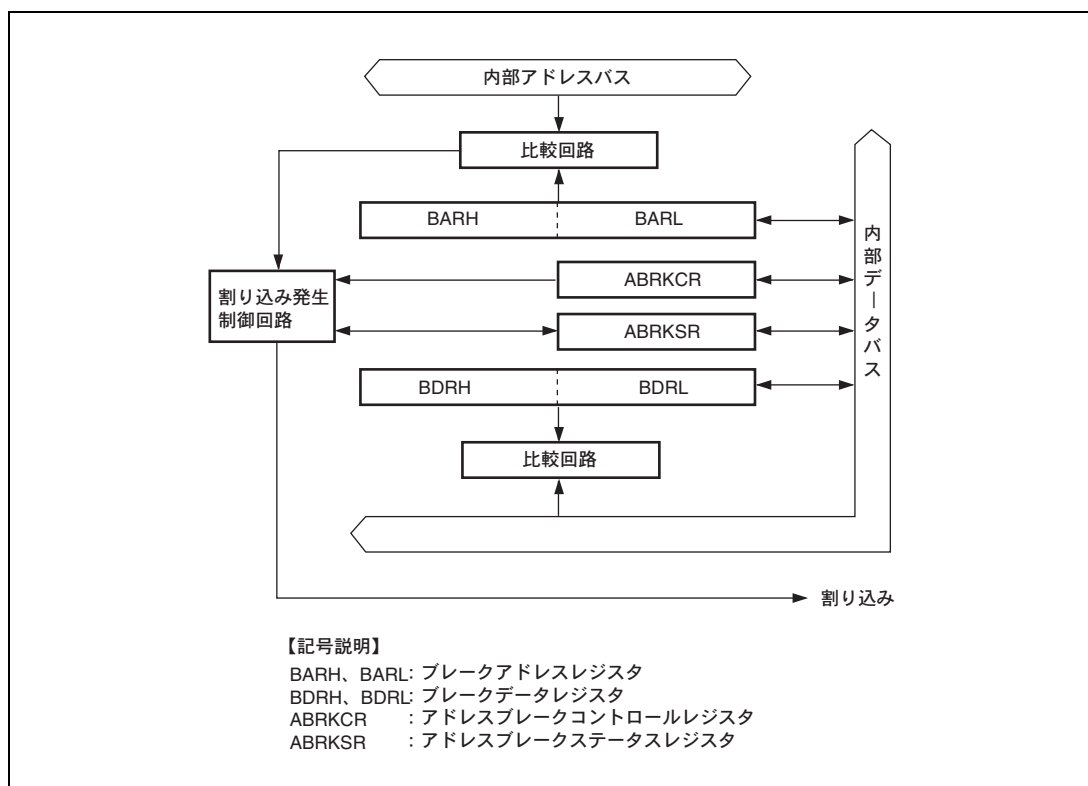 内部アドレスバス
比較回路
BARH BARL
内部データバス
ABRKCR
割り込み発生
制御回路
ABRKSR
BDRH BDRL
比較回路
割り込み
【記号説明】
BARH、BARL: ブレークアドレスレジスタ
BDRH、BDRL: ブレークデータレジスタ
ABRKCR : アドレスブレークコントロールレジスタ
ABRKSR : アドレスブレークステータスレジスタ